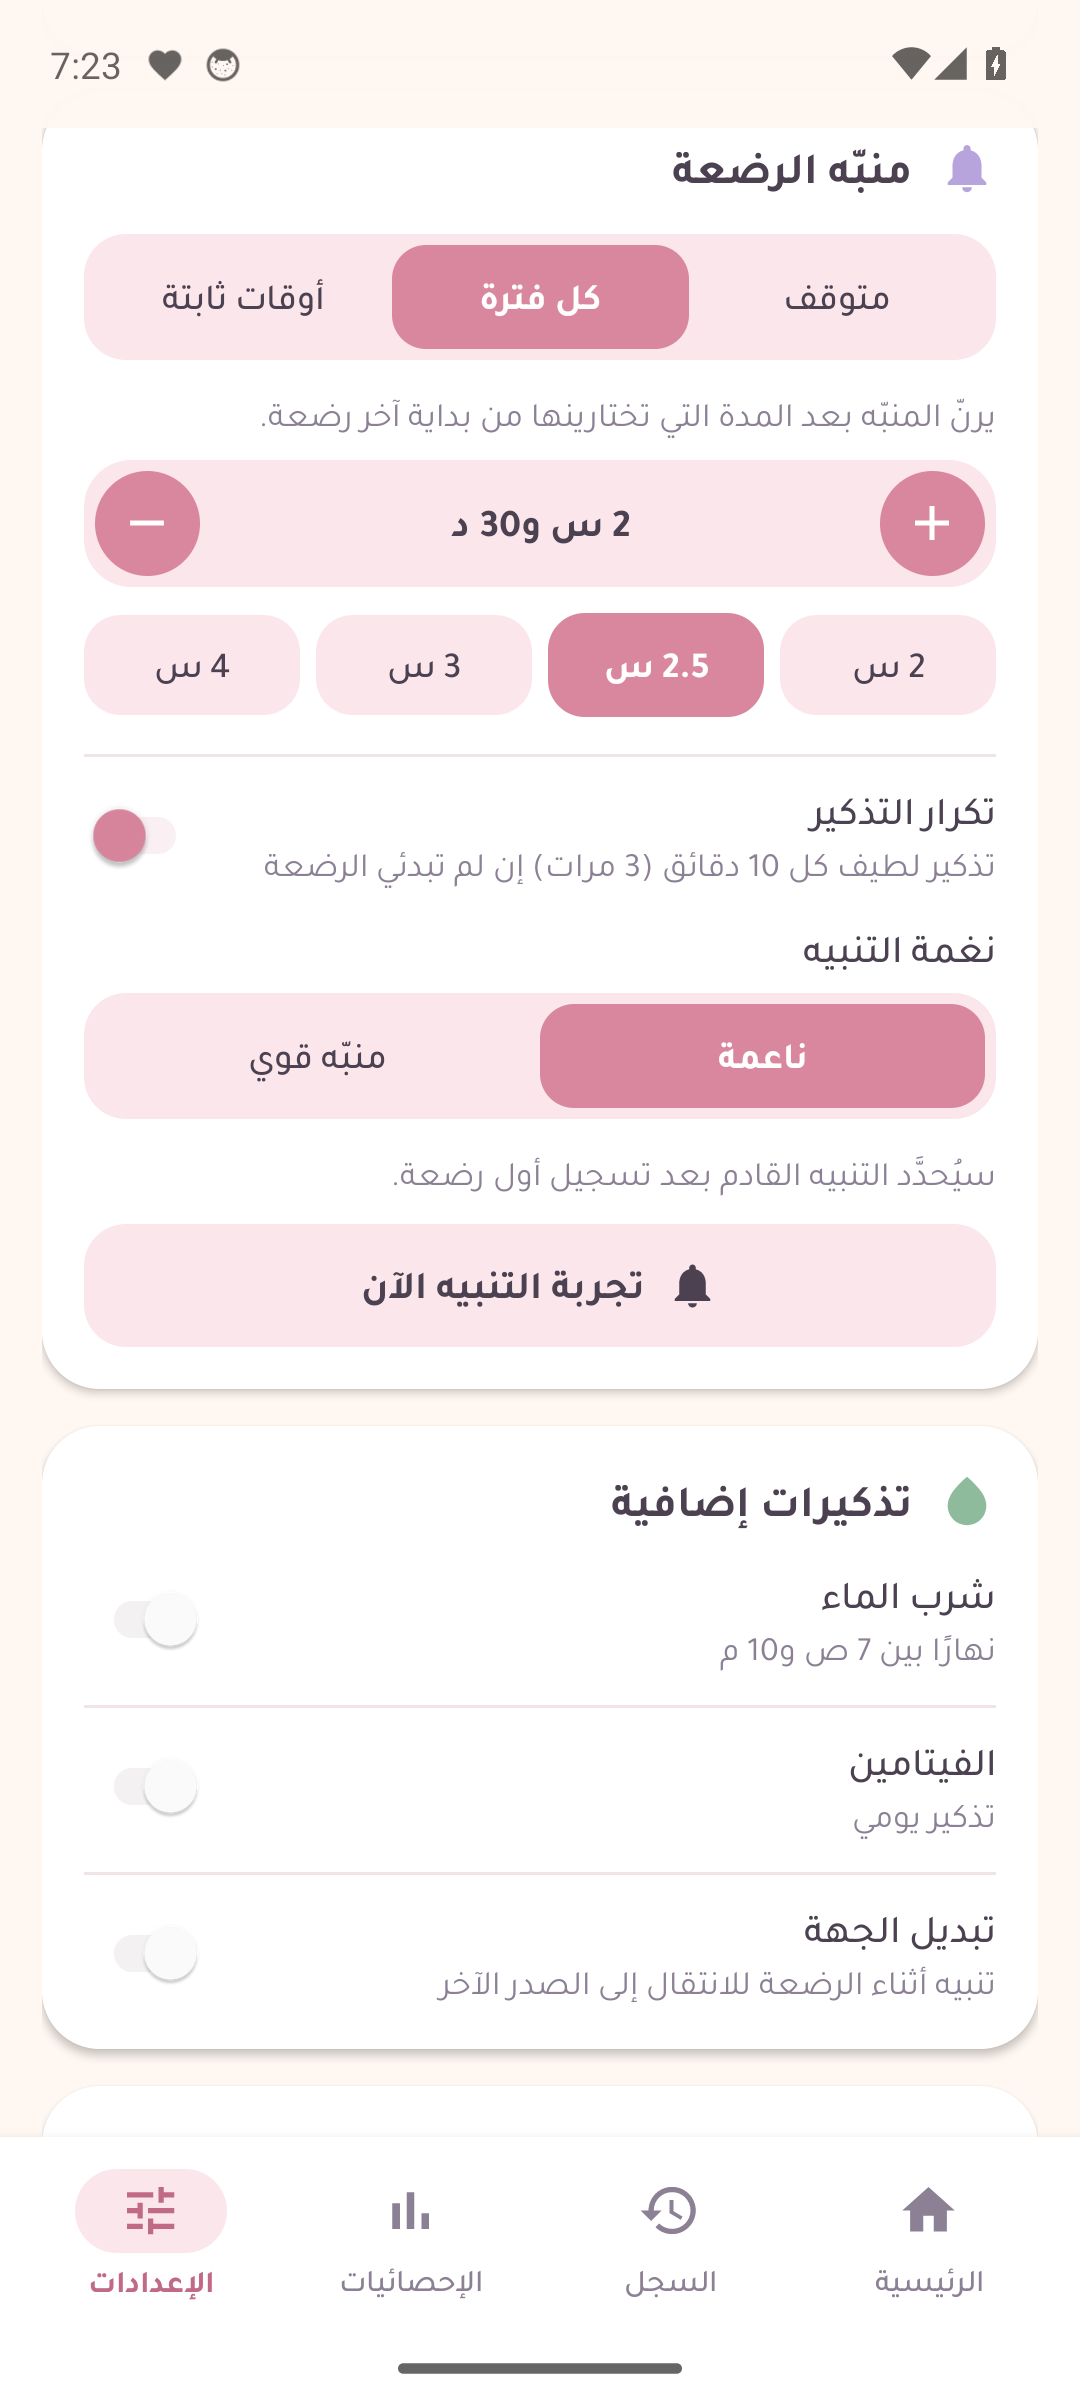 7:23
منبّه الرضعة
متوقف
كل فترة
أوقات ثابتة
يرنّ المنبّه بعد المدة التي تختارينها من بداية آخر رضعة.
2 س و30 د
2 س
2.5 س
3 س
4 س
تكرار التذكير
تذكير لطيف كل 10 دقائق (3 مرات) إن لم تبدئي الرضعة
نغمة التنبيه
ناعمة
منبّه قوي
سيُحدَّد التنبيه القادم بعد تسجيل أول رضعة.
تجربة التنبيه الآن
تذكيرات إضافية
شرب الماء
نهارًا بين 7 ص و10 م
الفيتامين
تذكير يومي
تبديل الجهة
تنبيه أثناء الرضعة للانتقال إلى الصدر الآخر
الرئيسية
السجل
الإحصائيات
الإعدادات